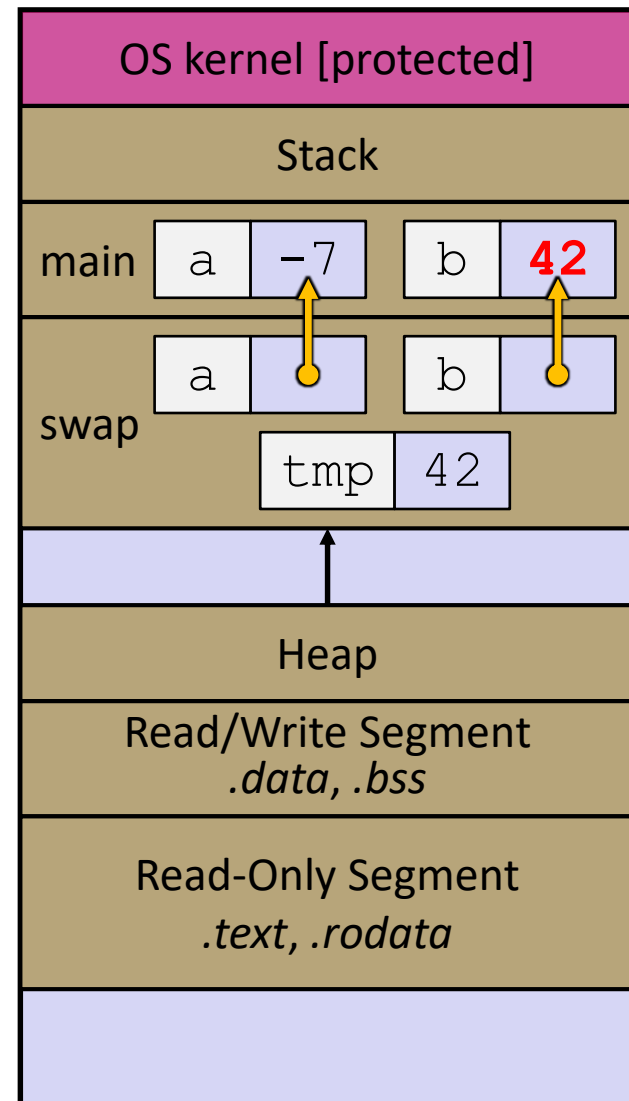 OS kernel [protected]
Stack
main a -7 b 42
swap a b
tmp 42
Heap
Read/Write Segment
.data, .bss
Read-Only Segment
.text, .rodata